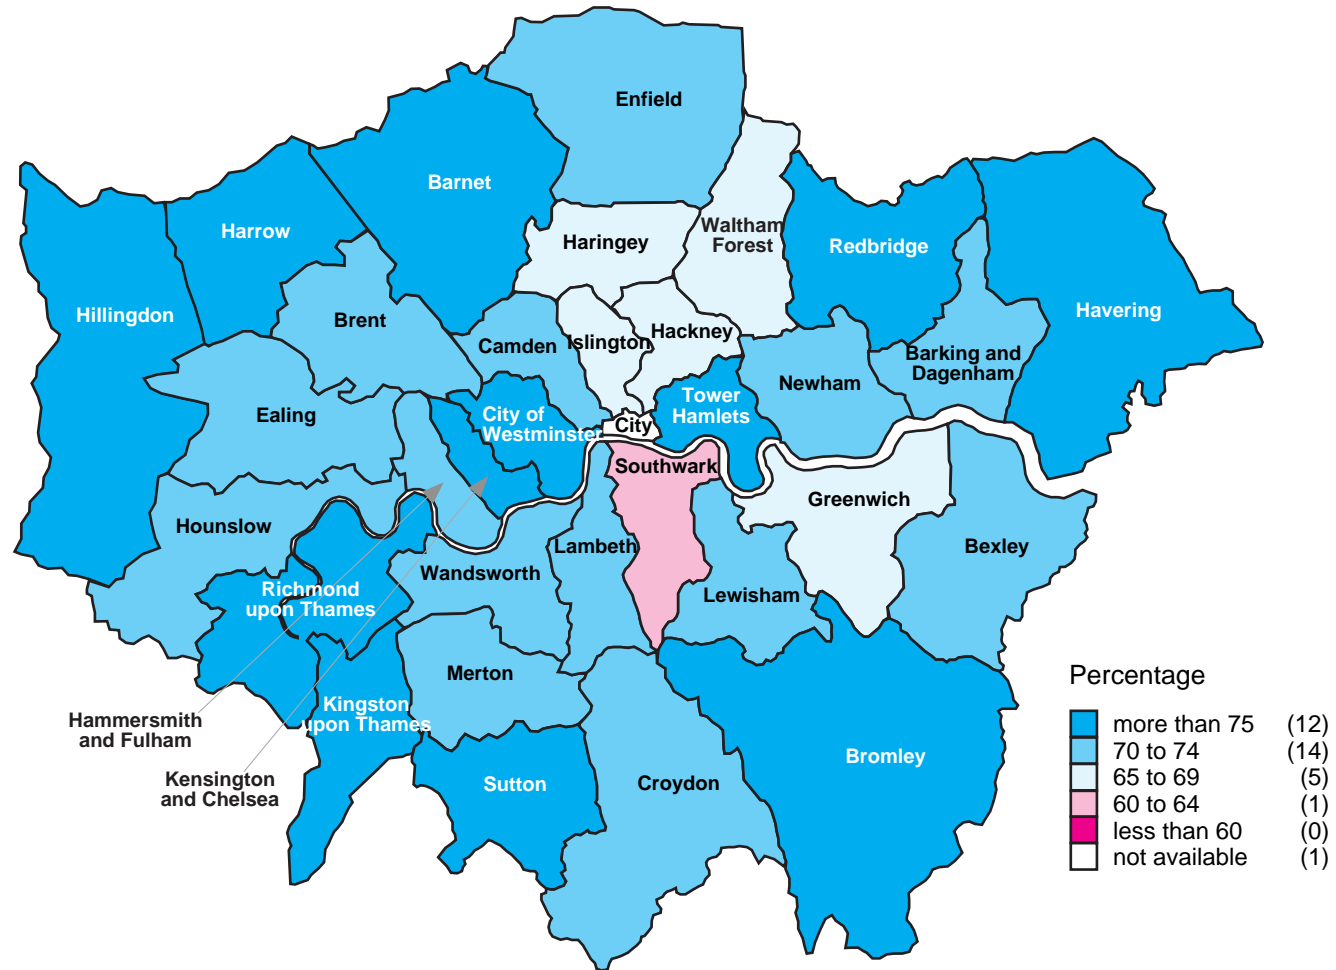 Enfield
Barnet
Waltham
Forest
Harrow
Haringey
Redbridge
Hillingdon
Brent
Havering
Camden
Islington
Hackney
Barking and
Dagenham
Newham
Ealing
City of
Westminster
City
Tower
Hamlets
Southwark
Greenwich
Hounslow
Lambeth
Bexley
Wandsworth
Richmond
upon Thames
Lewisham
Merton
Hammersmith
and Fulham
Kingston
upon Thames
Kensington
and Chelsea
Sutton
Croydon
Bromley
Percentage
more than 75 (12)
70 to 74 (14)
65 to 69 (5)
60 to 64 (1)
less than 60 (0)
not available (1)